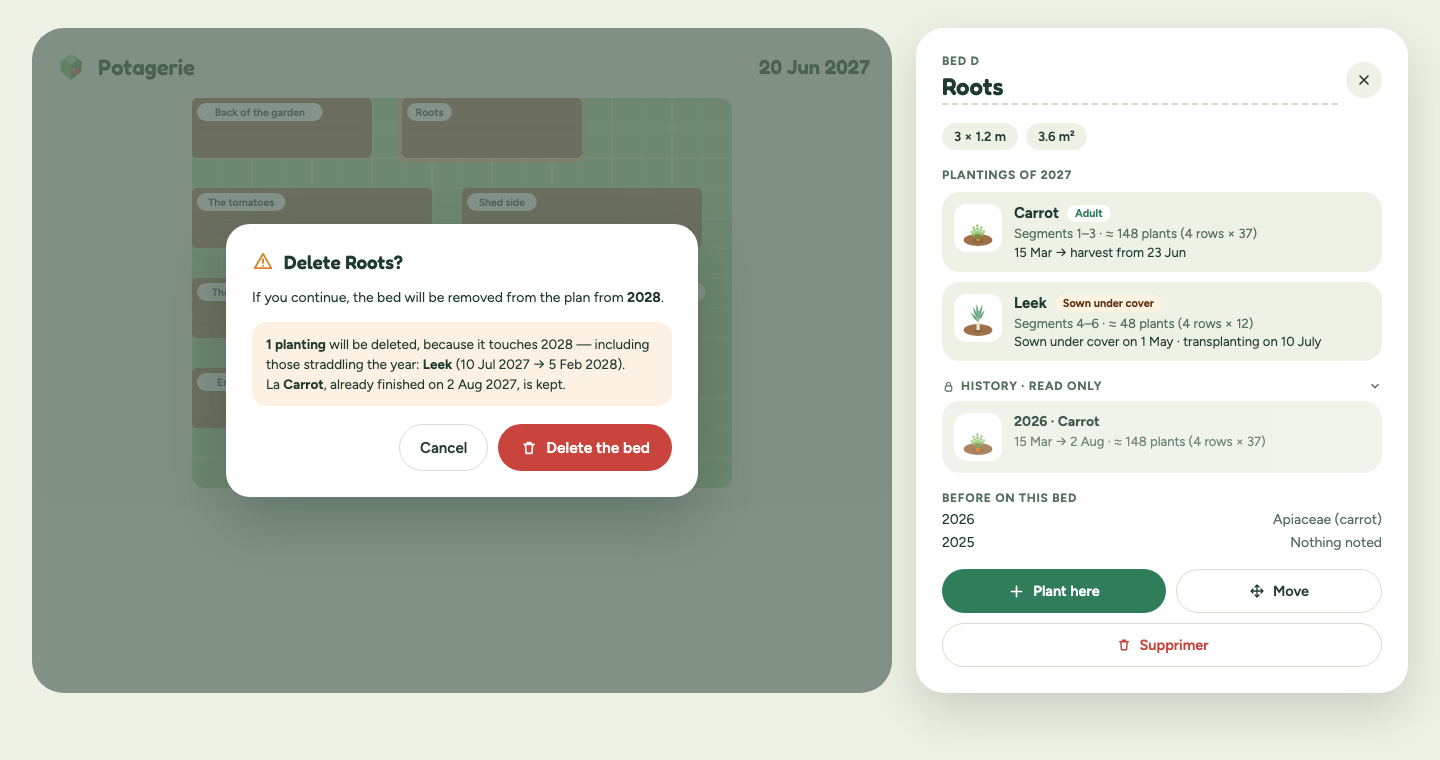 Potagerie
20 Jun 2027
Back of the garden
Roots
The tomatoes
Shed side
Delete Roots?
If you continue, the bed will be removed from the plan from 2028.
1 planting will be deleted, because it touches 2028 — including
those straddling the year: Leek (10 Jul 2027 → 5 Feb 2028).
La Carrot, already finished on 2 Aug 2027, is kept.
Cancel
Delete the bed
BED D
Roots
3 × 1.2 m
3.6 m²
PLANTINGS OF 2027
Carrot Adult
Segments 1–3 · ≈ 148 plants (4 rows × 37)
15 Mar → harvest from 23 Jun
Leek Sown under cover
Segments 4–6 · ≈ 48 plants (4 rows × 12)
Sown under cover on 1 May · transplanting on 10 July
HISTORY · READ ONLY
2026 · Carrot
15 Mar → 2 Aug · ≈ 148 plants (4 rows × 37)
BEFORE ON THIS BED
2026 Apiaceae (carrot)
2025 Nothing noted
Plant here
Move
Supprimer